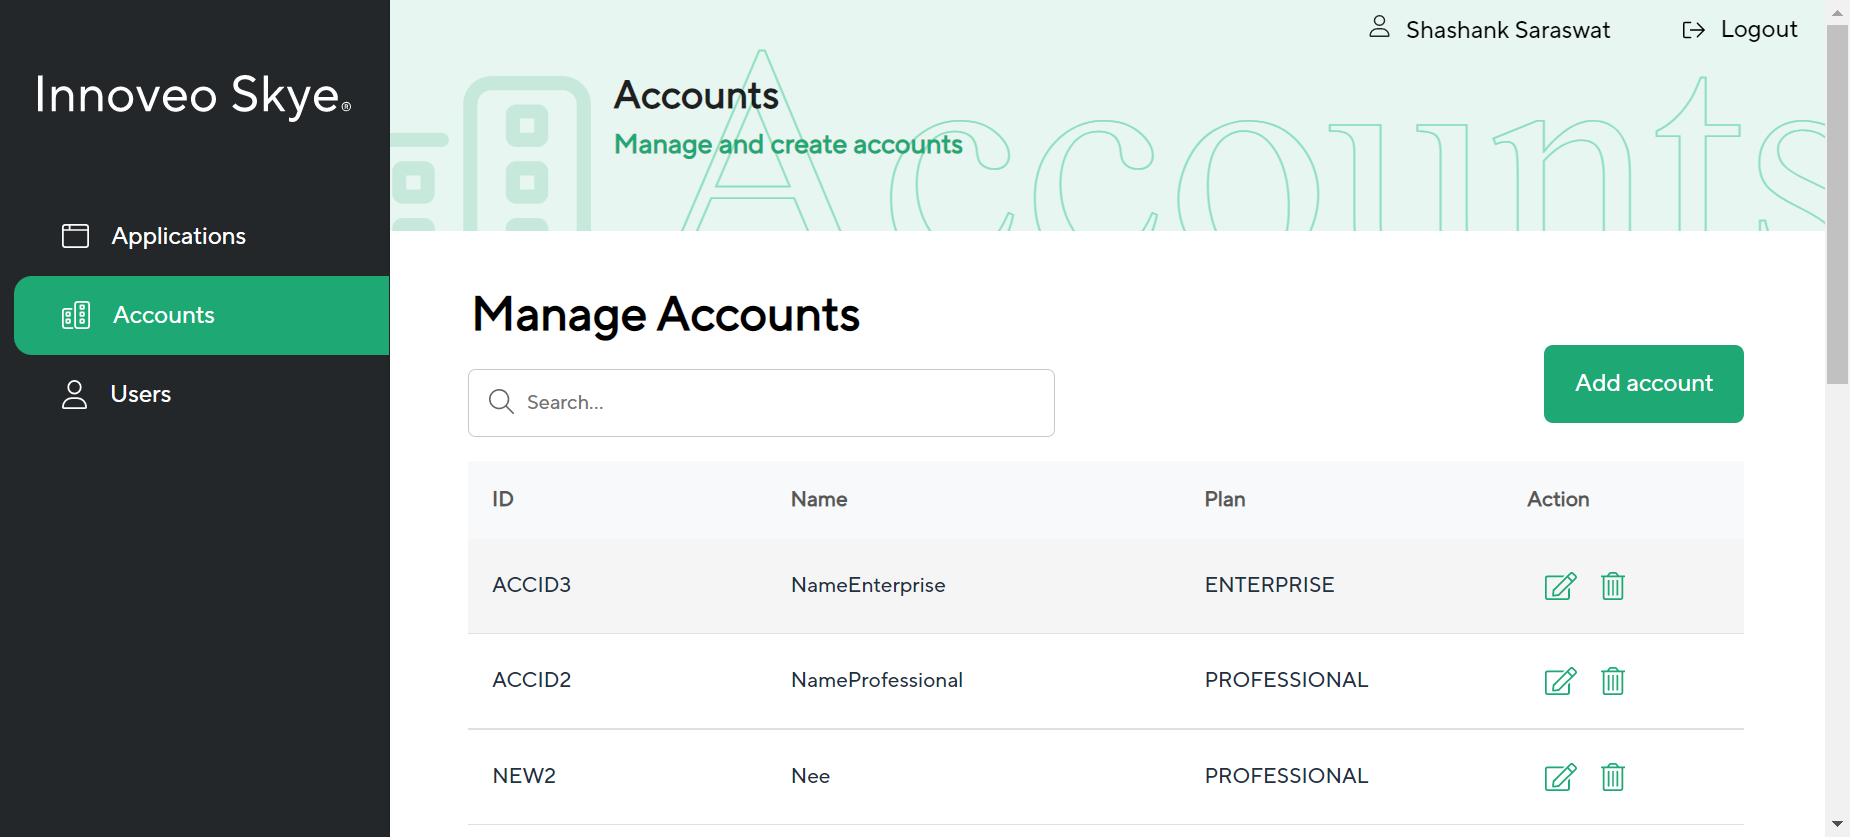 Innoveo Skye®
Applications
Accounts
Users
Shashank Saraswat
Logout
Accounts
Manage and create accounts
Accounts
Manage Accounts
Search...
Add account
ID Name Plan Action
ACCID3 NameEnterprise ENTERPRISE
ACCID2 NameProfessional PROFESSIONAL
NEW2 Nee PROFESSIONAL